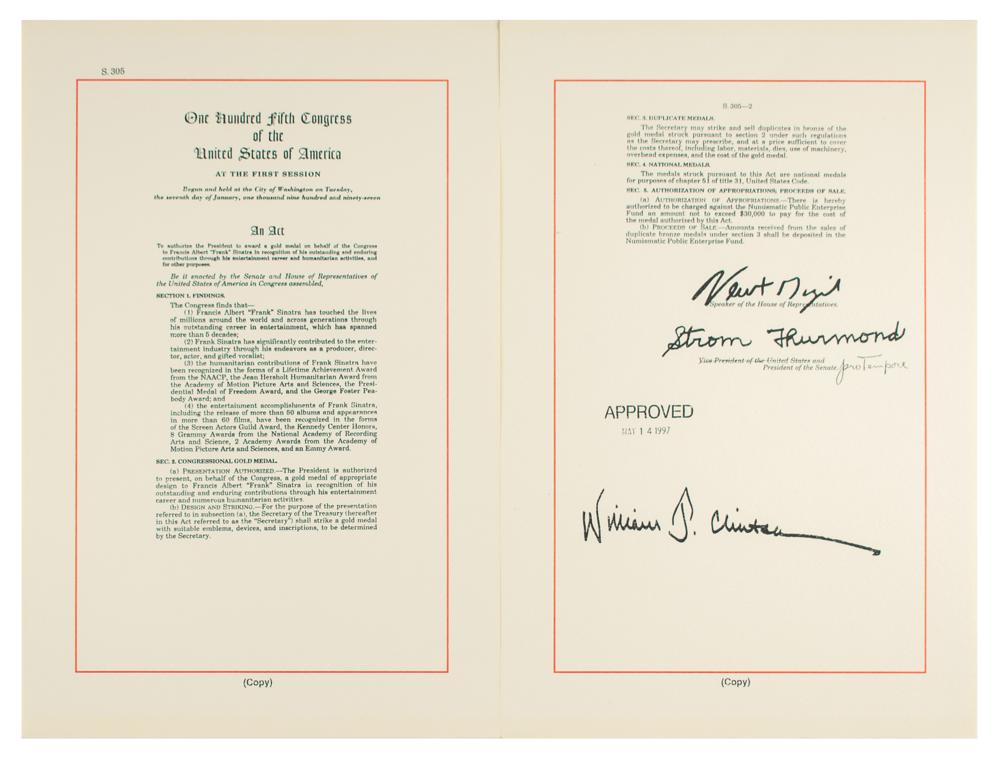 S. 305
One Hundred Fifth Congress
of the
United States of America
AT THE FIRST SESSION
Begun and held at the City of Washington on Tuesday,
the seventh day of January, one thousand nine hundred and ninety-seven
An Act
To authorize the President to award a gold medal on behalf of the Congress
to Francis Albert “Frank” Sinatra in recognition of his outstanding and enduring
contributions through his entertainment career and humanitarian activities, and
for other purposes.
Be it enacted by the Senate and House of Representatives of
the United States of America in Congress assembled,
SECTION 1. FINDINGS.
The Congress finds that—
(1) Francis Albert “Frank” Sinatra has touched the lives
of millions around the world and across generations through
his outstanding career in entertainment, which has spanned
more than 5 decades;
(2) Frank Sinatra has significantly contributed to the enter-
tainment industry through his endeavors as a producer, direc-
tor, actor, and gifted vocalist;
(3) the humanitarian contributions of Frank Sinatra have
been recognized in the forms of a Lifetime Achievement Award
from the NAACP, the Jean Hersholt Humanitarian Award from
the Academy of Motion Picture Arts and Sciences, the Presi-
dential Medal of Freedom Award, and the George Foster Pea-
body Award; and
(4) the entertainment accomplishments of Frank Sinatra,
including the release of more than 50 albums and appearances
in more than 60 films, have been recognized in the forms
of the Screen Actors Guild Award, the Kennedy Center Honors,
8 Grammy Awards from the National Academy of Recording
Arts and Science, 2 Academy Awards from the Academy of
Motion Picture Arts and Sciences, and an Emmy Award.
SEC. 2. CONGRESSIONAL GOLD MEDAL.
(a) PRESENTATION AUTHORIZED.—The President is authorized
to present, on behalf of the Congress, a gold medal of appropriate
design to Francis Albert “Frank” Sinatra in recognition of his
outstanding and enduring contributions through his entertainment
career and numerous humanitarian activities.
(b) DESIGN AND STRIKING.—For the purpose of the presentation
referred to in subsection (a), the Secretary of the Treasury (hereafter
in this Act referred to as the “Secretary”) shall strike a gold medal
with suitable emblems, devices, and inscriptions, to be determined
by the Secretary.
(Copy)
S. 305—2
SEC. 3. DUPLICATE MEDALS.
The Secretary may strike and sell duplicates in bronze of the
gold medal struck pursuant to section 2 under such regulations
as the Secretary may prescribe, and at a price sufficient to cover
the costs thereof, including labor, materials, dies, use of machinery,
overhead expenses, and the cost of the gold medal.
SEC. 4. NATIONAL MEDALS.
The medals struck pursuant to this Act are national medals
for purposes of chapter 51 of title 31, United States Code.
SEC. 5. AUTHORIZATION OF APPROPRIATIONS; PROCEEDS OF SALE.
(a) AUTHORIZATION OF APPROPRIATIONS.—There is hereby
authorized to be charged against the Numismatic Public Enterprise
Fund an amount not to exceed $30,000 to pay for the cost of
the medal authorized by this Act.
(b) PROCEEDS OF SALE.—Amounts received from the sales of
duplicate bronze medals under section 3 shall be deposited in the
Numismatic Public Enterprise Fund.
Newt Gingrich
Speaker of the House of Representatives.
Strom Thurmond
Vice President of the United States and
President of the Senate. pro Tempore
APPROVED
MAY 14 1997
William J. Clinton
(Copy)